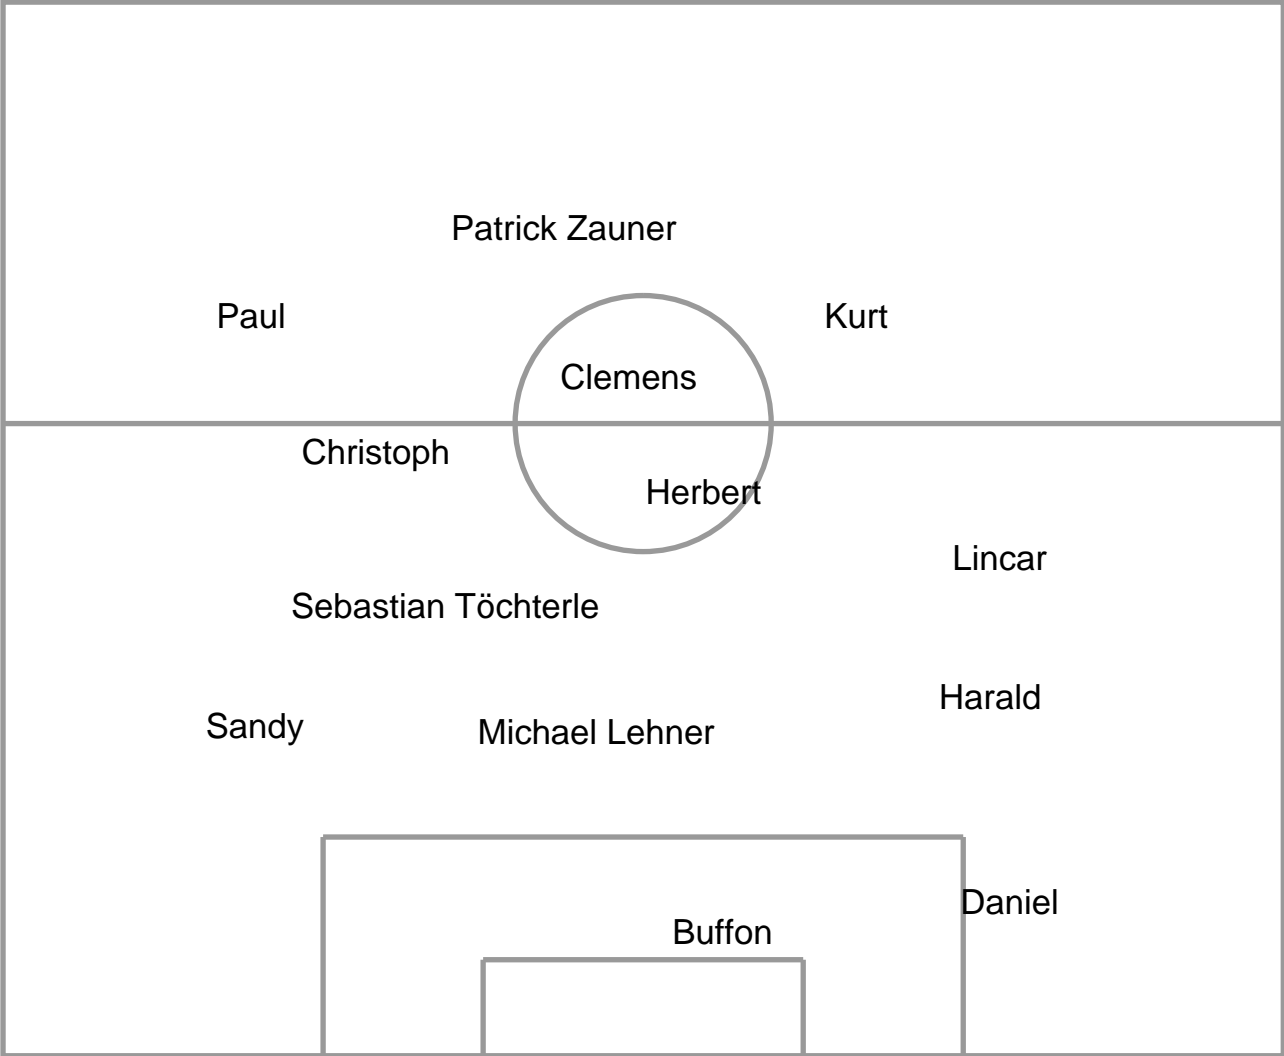 Patrick Zauner
Paul
Kurt
Clemens
Christoph
Herbert
Lincar
Sebastian Töchterle
Harald
Sandy
Michael Lehner
Daniel
Buffon